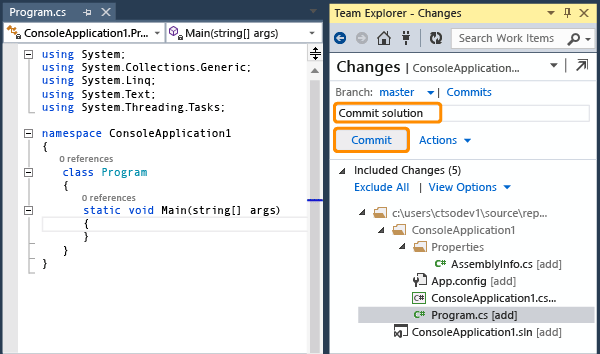 Program.cs
ConsoleApplication1.Pr...
Main(string[] args)
using System;
using System.Collections.Generic;
using System.Linq;
using System.Text;
using System.Threading.Tasks;
namespace ConsoleApplication1
{
0 references
class Program
{
0 references
static void Main(string[] args)
{
}
}
}
Team Explorer - Changes
Search Work Items
Changes | ConsoleApplication...
Branch: master | Commits
Commit solution
Commit Actions
Included Changes (5)
Exclude All | View Options
c:\users\ctsodev1\source\rep...
ConsoleApplication1
Properties
AssemblyInfo.cs [add]
App.config [add]
ConsoleApplication1.cs...
Program.cs [add]
ConsoleApplication1.sln [add]